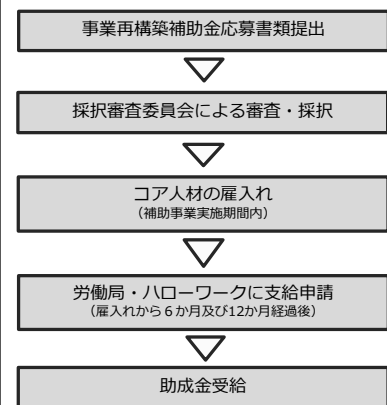 事業再構築補助金応募書類提出
採択審査委員会による審査・採択
コア人材の雇入れ
（補助事業実施期間内）
労働局・ハローワークに支給申請
（雇入れから６か月及び12か月経過後）
助成金受給